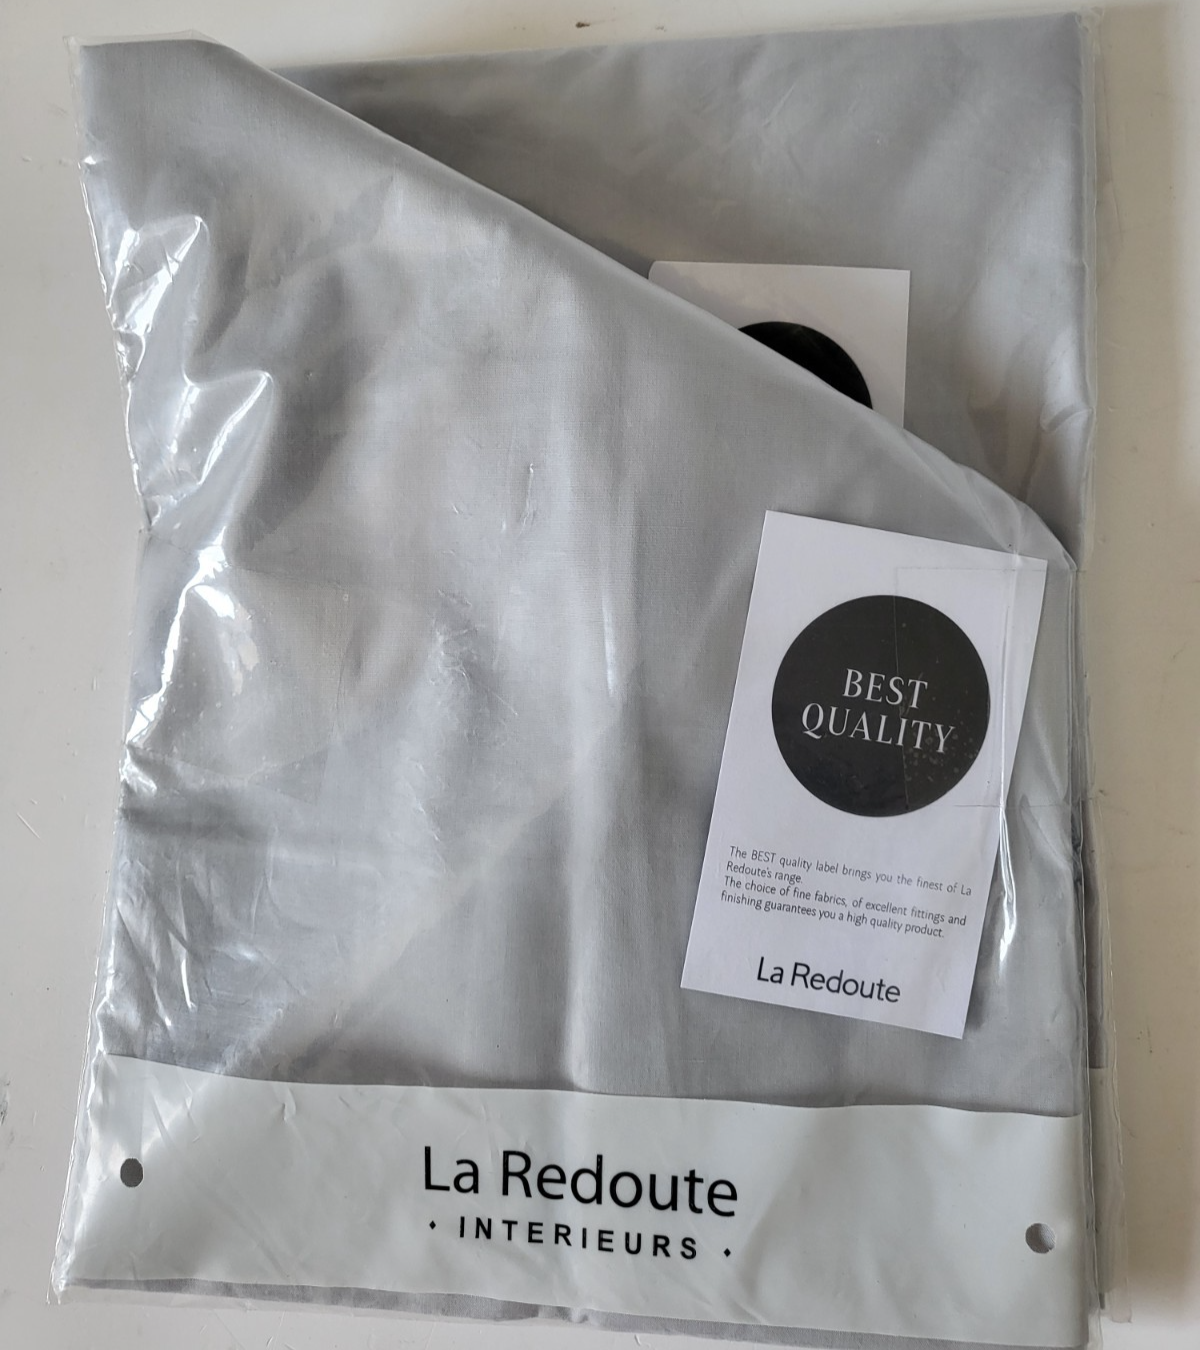 BEST
QUALITY
The BEST quality label brings you the finest of La
Redoute's range.
The choice of fine fabrics, of excellent fittings and
finishing guarantees you a high quality product.
La Redoute
La Redoute
• INTERIEURS •